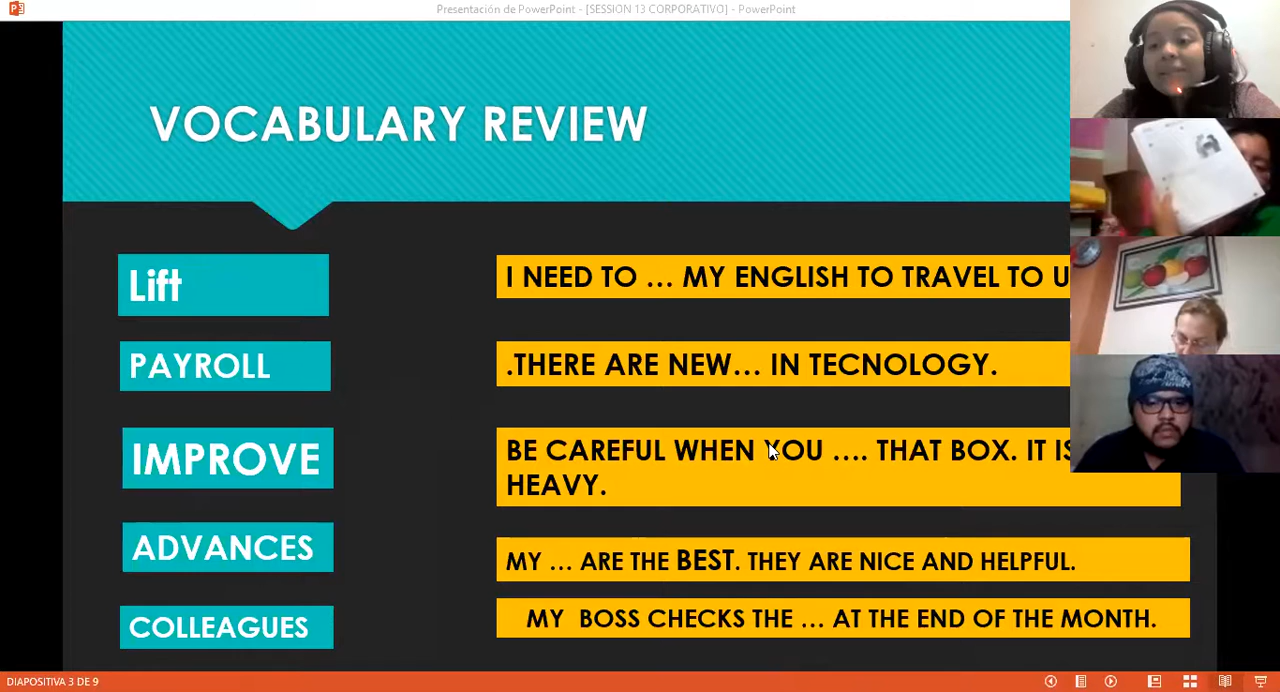 Presentación de PowerPoint - [SESSION 13 CORPORATIVO] - PowerPoint
VOCABULARY REVIEW
Lift
I NEED TO … MY ENGLISH TO TRAVEL TO
PAYROLL
.THERE ARE NEW… IN TECNOLOGY.
IMPROVE
BE CAREFUL WHEN YOU …. THAT BOX. IT IS
HEAVY.
ADVANCES
MY … ARE THE BEST. THEY ARE NICE AND HELPFUL.
COLLEAGUES
MY BOSS CHECKS THE … AT THE END OF THE MONTH.
DIAPOSITIVA 3 DE 9